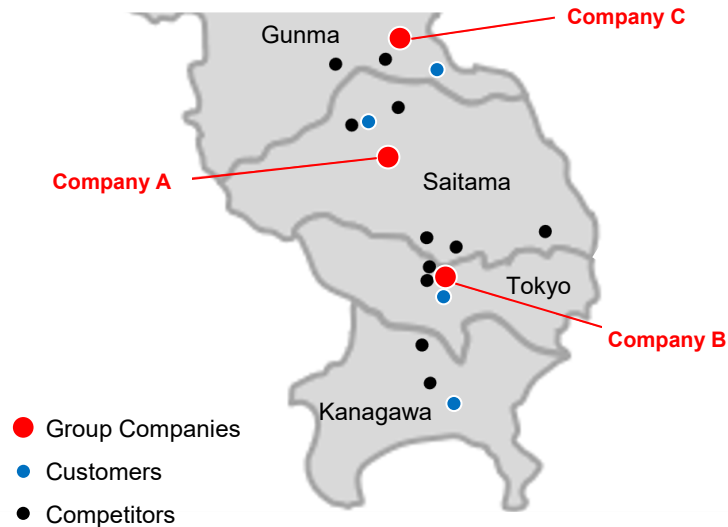 Company C
Gunma
Company A
Saitama
Tokyo
Company B
Kanagawa
Group Companies
Customers
Competitors